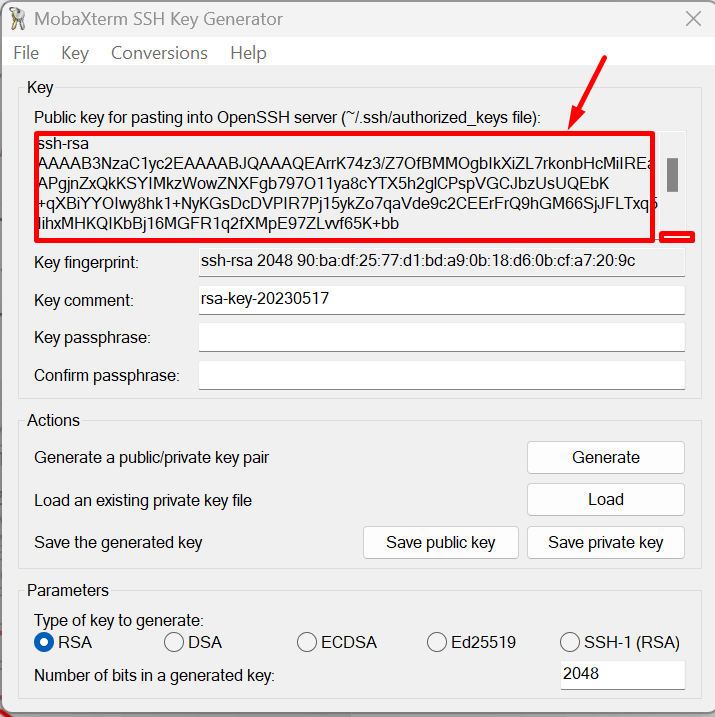 MobaXterm SSH Key Generator
File Key Conversions Help
Key
Public key for pasting into OpenSSH server (~/.ssh/authorized_keys file):
ssh-rsa
AAAAB3NzaC1yc2EAAAABJQAAAQEArrK74z3/Z7OfBMMOgbIkXiZL7rkonbHcMiIREa
APgjnZxQkKSYIMkzWowZNXFgb797O11ya8cYTX5h2glCPspVGCJbzUsUQEbK
+qXBiYYOIwy8hk1+NyKGsDcDVPIR7Pj15ykZo7qaVde9c2CEErFrQ9hGM66SjJFLTxq5
IihxMHKQIKbBj16MGFR1q2fXMpE97ZLvvf65K+bb
Key fingerprint: ssh-rsa 2048 90:ba:df:25:77:d1:bd:a9:0b:18:d6:0b:cf:a7:20:9c
Key comment: rsa-key-20230517
Key passphrase:
Confirm passphrase:
Actions
Generate a public/private key pair Generate
Load an existing private key file Load
Save the generated key Save public key Save private key
Parameters
Type of key to generate:
RSA DSA ECDSA Ed25519 SSH-1 (RSA)
Number of bits in a generated key: 2048